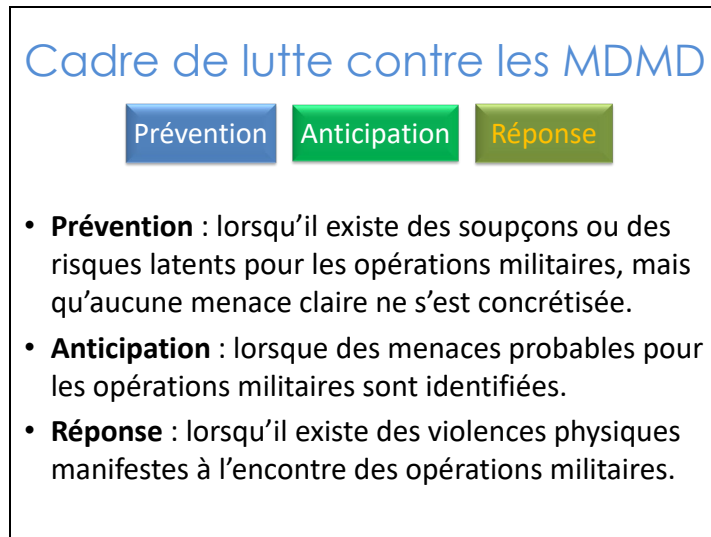 Cadre de lutte contre les MDMD
Prévention Anticipation Réponse
• Prévention : lorsqu’il existe des soupçons ou des
risques latents pour les opérations militaires, mais
qu’aucune menace claire ne s’est concrétisée.
• Anticipation : lorsque des menaces probables pour
les opérations militaires sont identifiées.
• Réponse : lorsqu’il existe des violences physiques
manifestes à l’encontre des opérations militaires.